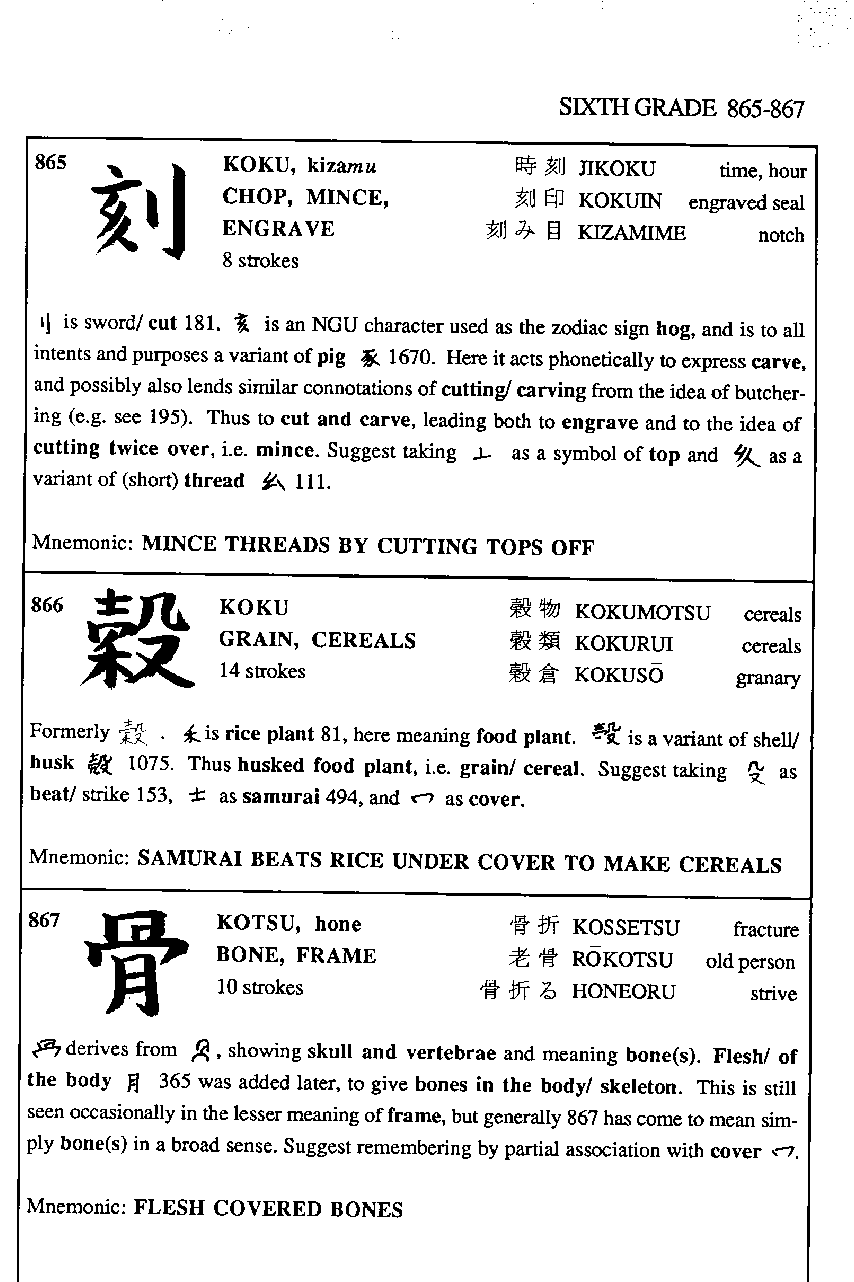 SIXTH GRADE 865-867
865 刻 KOKU, kizamu 時刻 JIKOKU time, hour
CHOP, MINCE, 刻印 KOKUIN engraved seal
ENGRAVE 刻み目 KIZAMIME notch
8 strokes
刂 is sword/ cut 181. 亥 is an NGU character used as the zodiac sign hog, and is to all
intents and purposes a variant of pig 豕 1670. Here it acts phonetically to express carve,
and possibly also lends similar connotations of cutting/ carving from the idea of butcher-
ing (e.g. see 195). Thus to cut and carve, leading both to engrave and to the idea of
cutting twice over, i.e. mince. Suggest taking 亠 as a symbol of top and as a
variant of (short) thread 幺 111.
Mnemonic: MINCE THREADS BY CUTTING TOPS OFF
866 穀 KOKU 穀物 KOKUMOTSU cereals
GRAIN, CEREALS 穀類 KOKURUI cereals
14 strokes 穀倉 KOKUSŌ granary
Formerly 穀 . 禾 is rice plant 81, here meaning food plant. is a variant of shell/
husk 殻 1075. Thus husked food plant, i.e. grain/ cereal. Suggest taking 殳 as
beat/ strike 153, 士 as samurai 494, and 冖 as cover.
Mnemonic: SAMURAI BEATS RICE UNDER COVER TO MAKE CEREALS
867 骨 KOTSU, hone 骨折 KOSSETSU fracture
BONE, FRAME 老骨 RŌKOTSU old person
10 strokes 骨折る HONEORU strive
derives from , showing skull and vertebrae and meaning bone(s). Flesh/ of
the body 月 365 was added later, to give bones in the body/ skeleton. This is still
seen occasionally in the lesser meaning of frame, but generally 867 has come to mean sim-
ply bone(s) in a broad sense. Suggest remembering by partial association with cover 冖.
Mnemonic: FLESH COVERED BONES